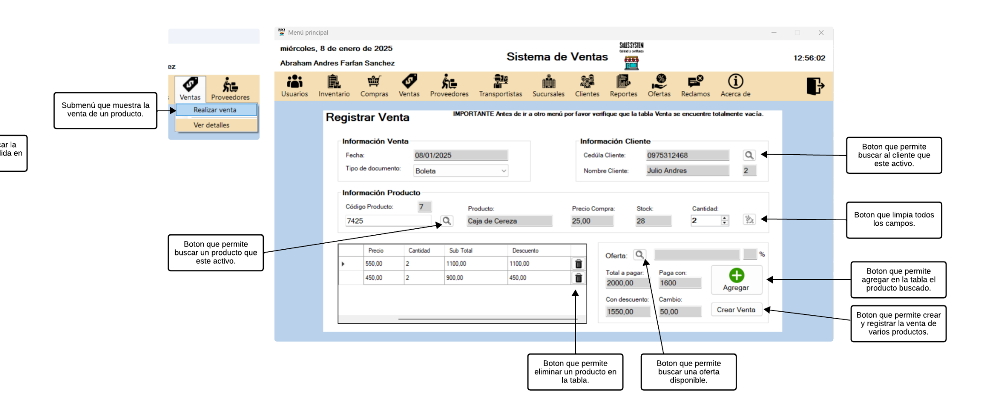 ez
Ventas
Proveedores
Realizar venta
Ver detalles
Submenú que muestra la
venta de un producto.
car la
dida en
Menú principal
miércoles, 8 de enero de 2025
Abraham Andres Farfan Sanchez
Sistema de Ventas
SALES SYSTEM
Calidad y confianza
12:56:02
Usuarios
Inventario
Compras
Ventas
Proveedores
Transportistas
Sucursales
Clientes
Reportes
Ofertas
Reclamos
Acerca de
Registrar Venta
IMPORTANTE Antes de ir a otro menú por favor verifique que la tabla Venta se encuentre totalmente vacía.
Información Venta
Fecha: 08/01/2025
Tipo de documento: Boleta
Información Cliente
Cedúla Cliente: 0975312468
Nombre Cliente: Julio Andres 2
Boton que permite
buscar al cliente que
este activo.
Información Producto
Código Producto: 7
7425
Producto:
Caja de Cereza
Precio Compra:
25,00
Stock:
28
Cantidad:
2
Boton que limpia todos
los campos.
Boton que permite
buscar un producto que
este activo.
Precio Cantidad Sub Total Descuento
550,00 2 1100,00 1100,00
450,00 2 900,00 450,00
Oferta: %
Total a pagar: Paga con:
2000,00 1600
Con descuento: Cambio:
1550,00 50,00
Agregar
Crear Venta
Boton que permite
agregar en la tabla el
producto buscado.
Boton que permite crear
y registrar la venta de
varios productos.
Boton que permite
eliminar un producto en
la tabla.
Boton que permite
buscar una oferta
disponible.